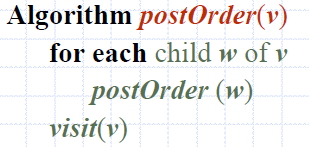 Algorithm postOrder(v)
for each child w of v
postOrder (w)
visit(v)